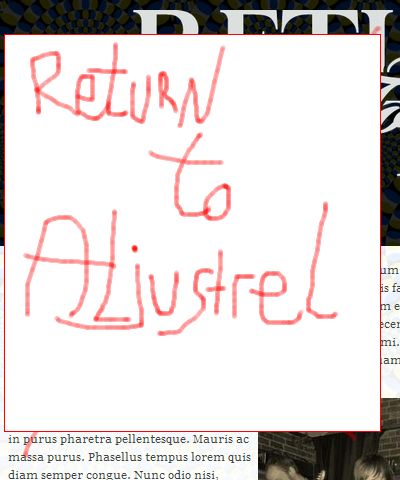 Return
to
Aljustrel
in purus pharetra pellentesque. Mauris ac
massa purus. Phasellus tempus lorem quis
diam semper congue. Nunc odio nisi,